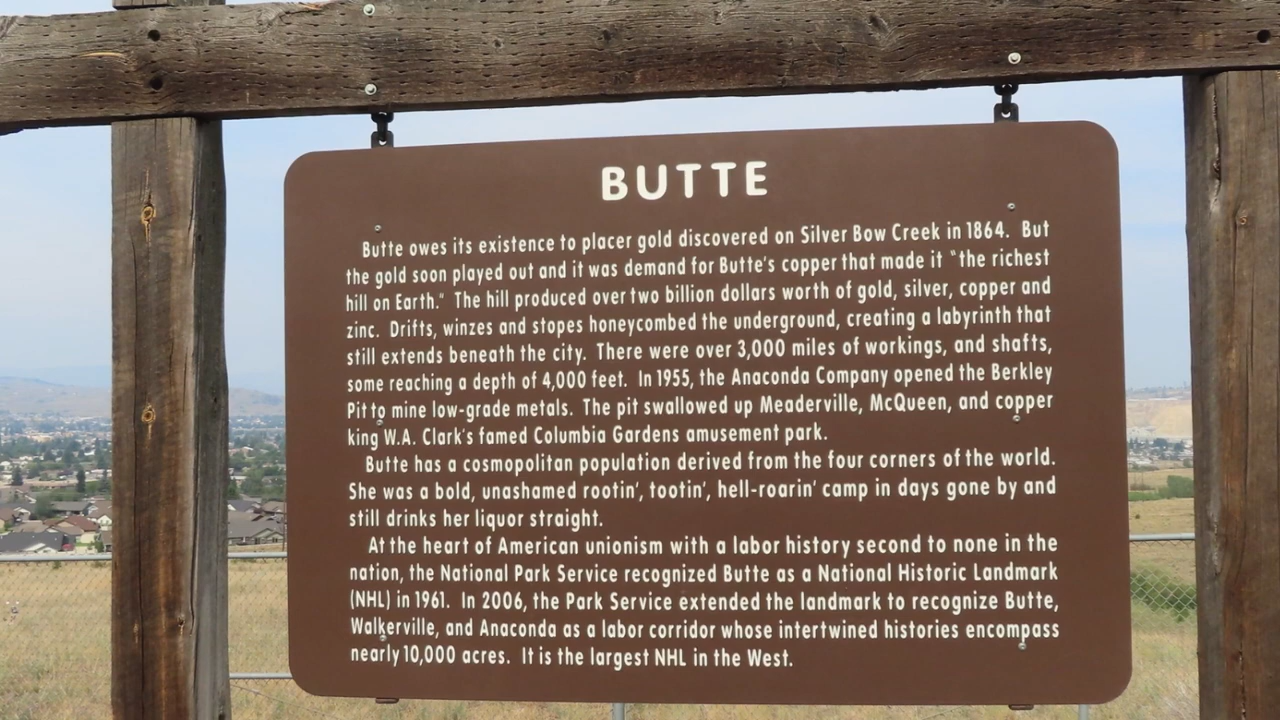 BUTTE
Butte owes its existence to placer gold discovered on Silver Bow Creek in 1864. But
the gold soon played out and it was demand for Butte's copper that made it "the richest
hill on Earth." The hill produced over two billion dollars worth of gold, silver, copper and
zinc. Drifts, winzes and stopes honeycombed the underground, creating a labyrinth that
still extends beneath the city. There were over 3,000 miles of workings, and shafts,
some reaching a depth of 4,000 feet. In 1955, the Anaconda Company opened the Berkley
Pit to mine low-grade metals. The pit swallowed up Meaderville, McQueen, and copper
king W.A. Clark's famed Columbia Gardens amusement park.
Butte has a cosmopolitan population derived from the four corners of the world.
She was a bold, unashamed rootin', tootin', hell-roarin' camp in days gone by and
still drinks her liquor straight.
At the heart of American unionism with a labor history second to none in the
nation, the National Park Service recognized Butte as a National Historic Landmark
(NHL) in 1961. In 2006, the Park Service extended the landmark to recognize Butte,
Walkerville, and Anaconda as a labor corridor whose intertwined histories encompass
nearly 10,000 acres. It is the largest NHL in the West.